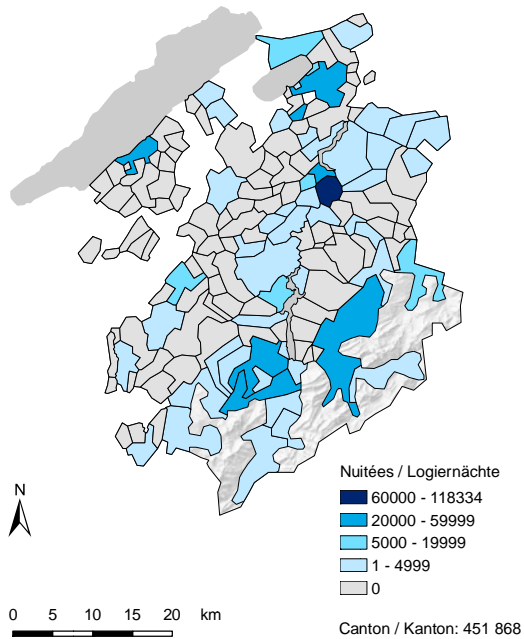 Nuitées / Logiernächte
60000 - 118334
20000 - 59999
5000 - 19999
1 - 4999
0
N
0 5 10 15 20 km
Canton / Kanton: 451 868